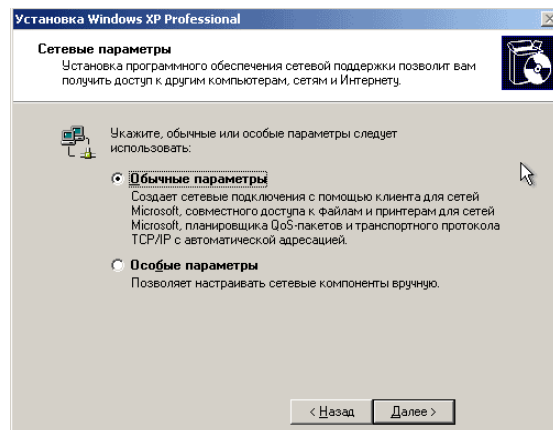 Установка Windows XP Professional
Сетевые параметры
Установка программного обеспечения сетевой поддержки позволит вам
получить доступ к другим компьютерам, сетям и Интернету.
Укажите, обычные или особые параметры следует
использовать:
Обычные параметры
Создает сетевые подключения с помощью клиента для сетей
Microsoft, совместного доступа к файлам и принтерам для сетей
Microsoft, планировщика QoS-пакетов и транспортного протокола
TCP/IP с автоматической адресацией.
Особые параметры
Позволяет настраивать сетевые компоненты вручную.
< Назад Далее >